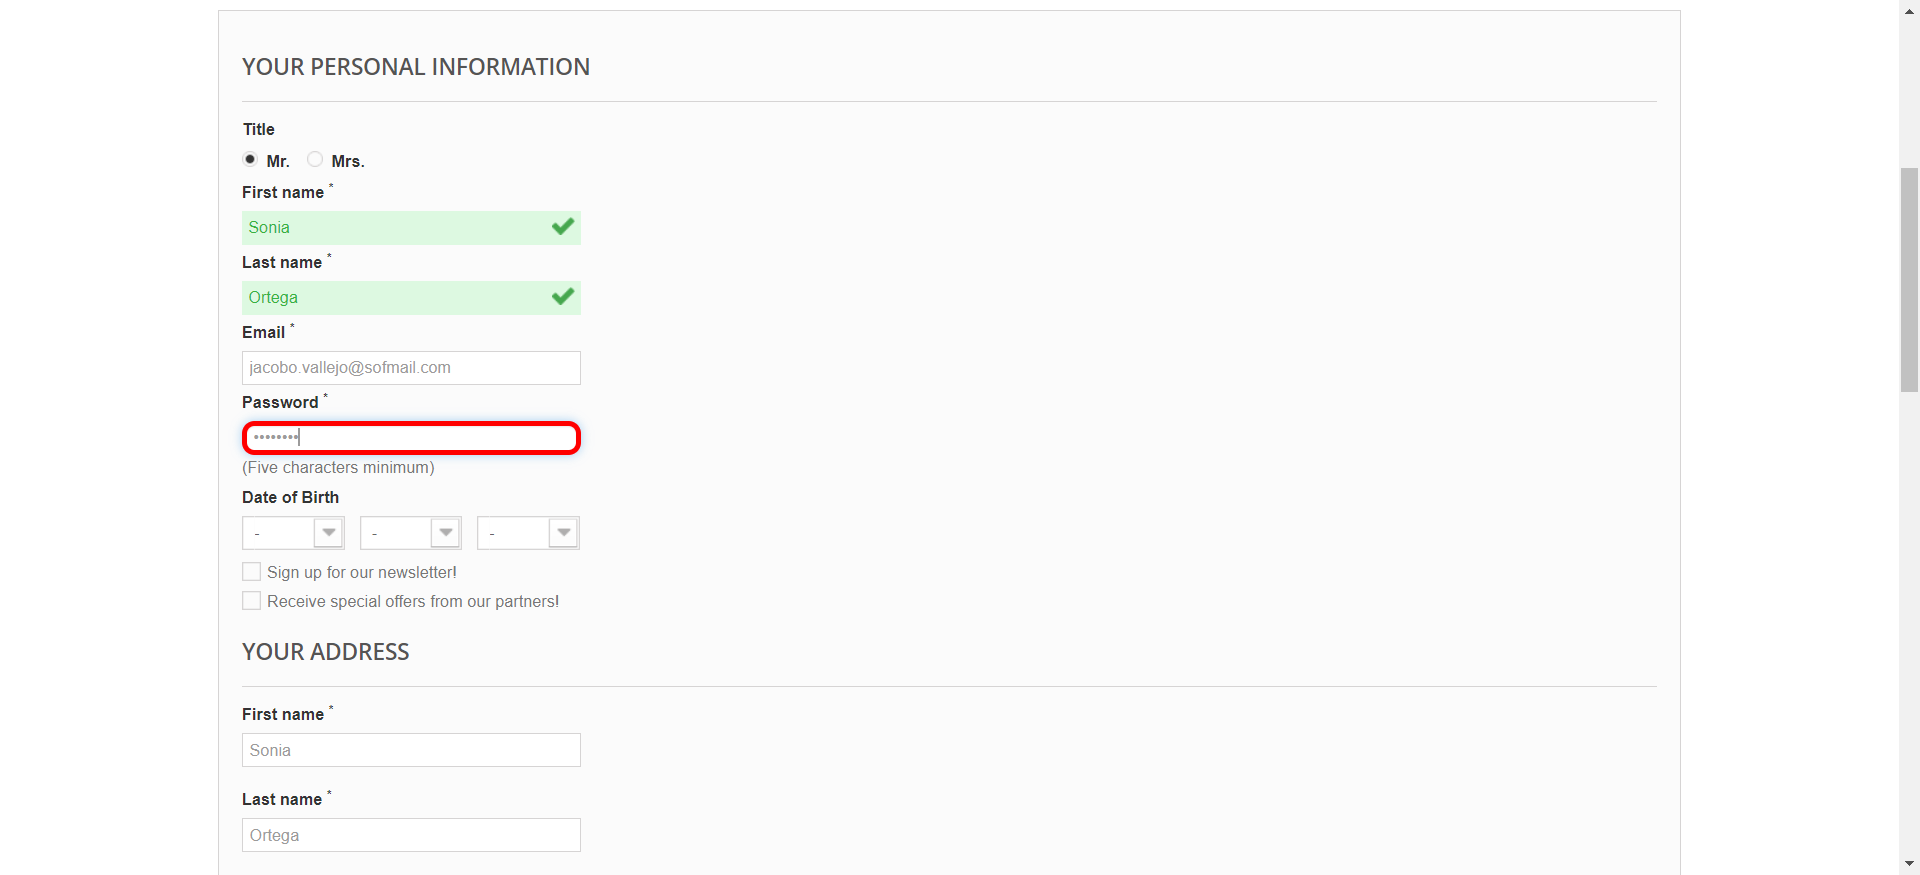 YOUR PERSONAL INFORMATION
Title
Mr. Mrs.
First name *
Sonia
Last name *
Ortega
Email *
jacobo.vallejo@sofmail.com
Password *
••••••••
(Five characters minimum)
Date of Birth
- - -
Sign up for our newsletter!
Receive special offers from our partners!
YOUR ADDRESS
First name *
Sonia
Last name *
Ortega